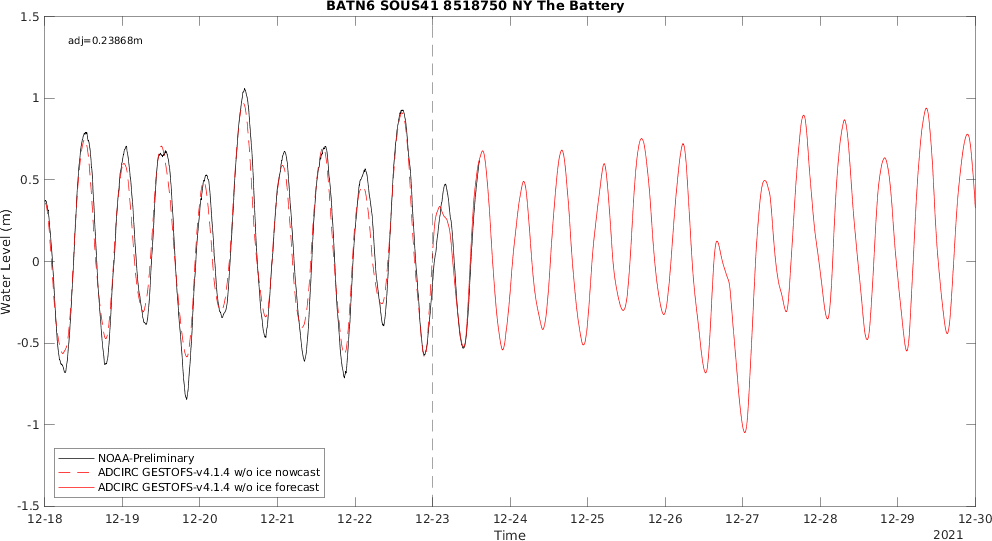 BATN6 SOUS41 8518750 NY The Battery
adj=0.23868m
1.5
1
0.5
0
-0.5
-1
-1.5
Water Level (m)
NOAA-Preliminary
ADCIRC GESTOFS-v4.1.4 w/o ice nowcast
ADCIRC GESTOFS-v4.1.4 w/o ice forecast
12-18 12-19 12-20 12-21 12-22 12-23 12-24 12-25 12-26 12-27 12-28 12-29 12-30
Time
2021